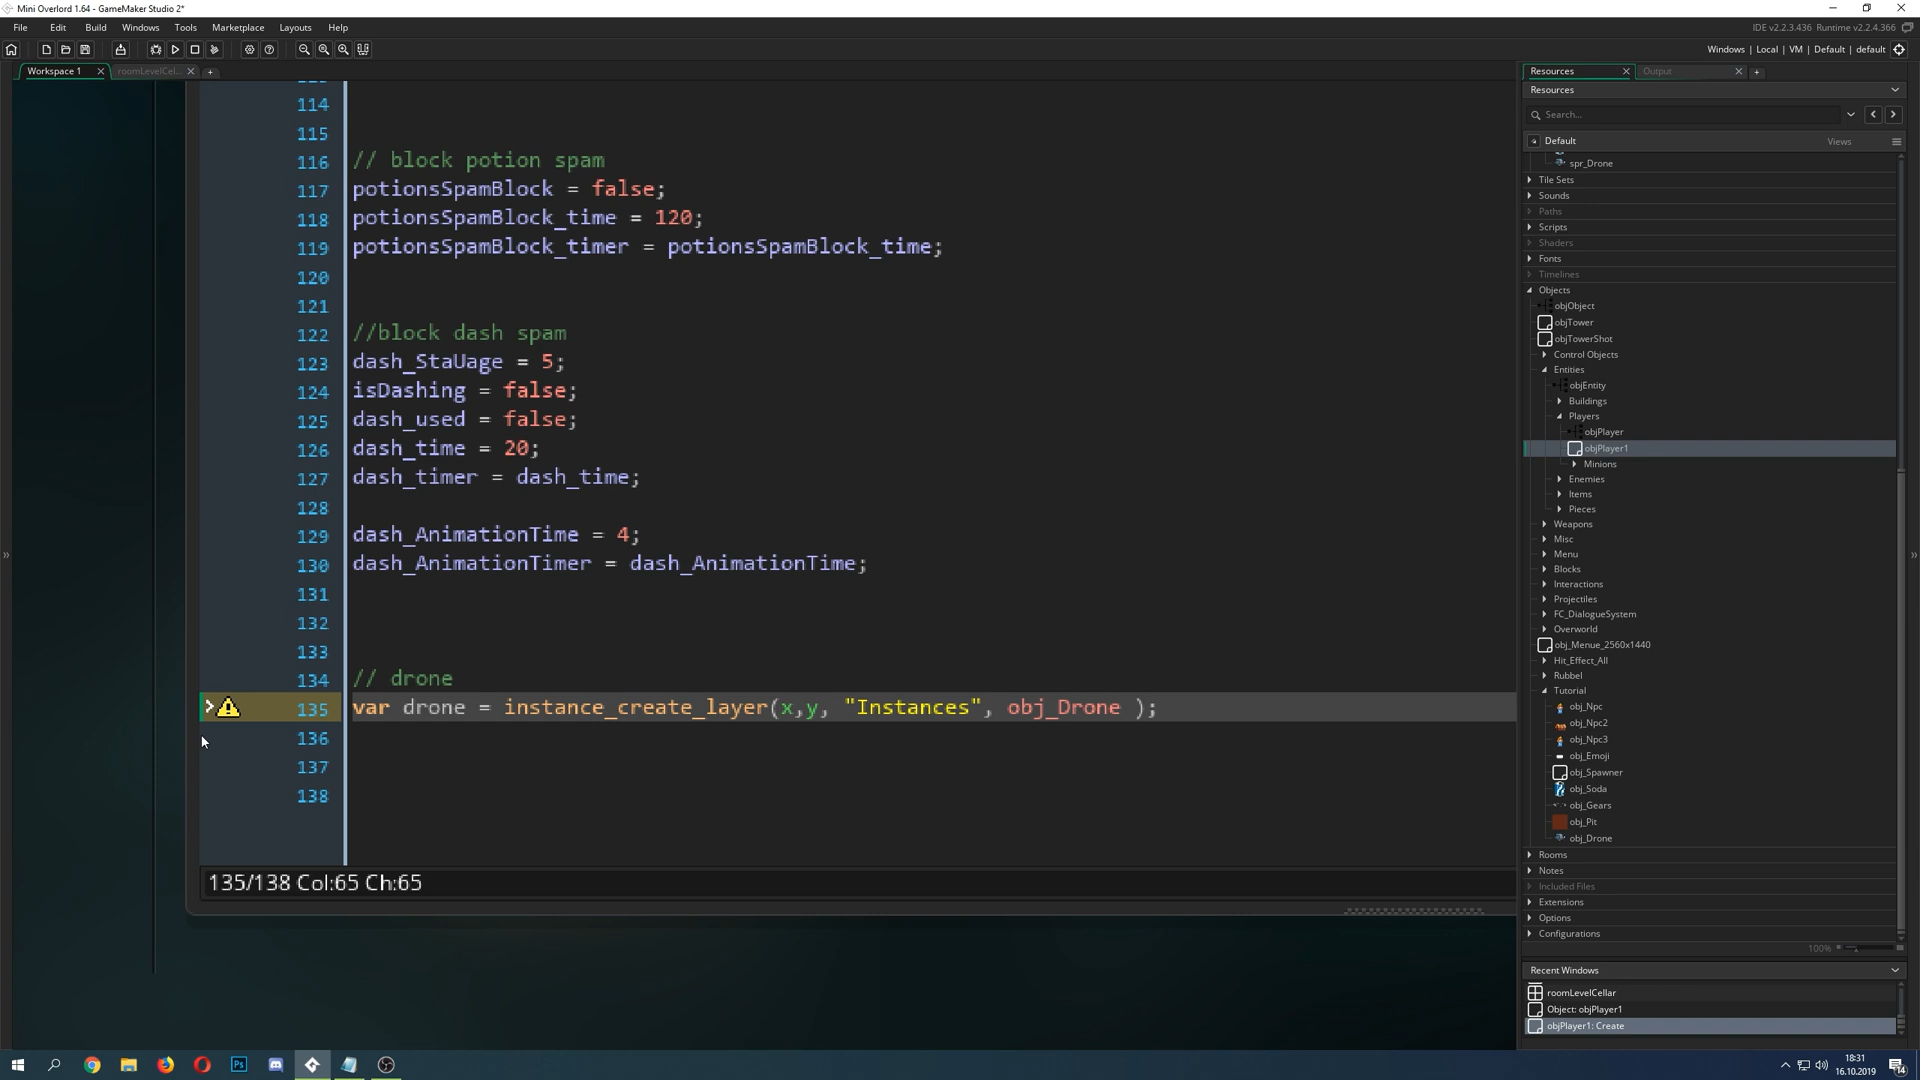 Mini Overlord 1.64 - GameMaker Studio 2*
File Edit Build Windows Tools Marketplace Layouts Help
IDE v2.2.3.436 Runtime v2.2.4.366
Windows | Local | VM | Default | default
Workspace 1
roomLevelCel...
114
115
116 // block potion spam
117 potionsSpamBlock = false;
118 potionsSpamBlock_time = 120;
119 potionsSpamBlock_timer = potionsSpamBlock_time;
120
121
122 //block dash spam
123 dash_StaUage = 5;
124 isDashing = false;
125 dash_used = false;
126 dash_time = 20;
127 dash_timer = dash_time;
128
129 dash_AnimationTime = 4;
130 dash_AnimationTimer = dash_AnimationTime;
131
132
133
134 // drone
135 var drone = instance_create_layer(x,y, "Instances", obj_Drone );
136
137
138
135/138 Col:65 Ch:65
Resources
Output
Resources
Search...
Default
Views
spr_Drone
Tile Sets
Sounds
Paths
Scripts
Shaders
Fonts
Timelines
Objects
objObject
objTower
objTowerShot
Control Objects
Entities
objEntity
Buildings
Players
objPlayer
objPlayer1
Minions
Enemies
Items
Pieces
Weapons
Misc
Menu
Blocks
Interactions
Projectiles
FC_DialogueSystem
Overworld
obj_Menue_2560x1440
Hit_Effect_All
Rubbel
Tutorial
obj_Npc
obj_Npc2
obj_Npc3
obj_Emoji
obj_Spawner
obj_Soda
obj_Gears
obj_Pit
obj_Drone
Rooms
Notes
Included Files
Extensions
Options
Configurations
100%
Recent Windows
roomLevelCellar
Object: objPlayer1
objPlayer1: Create
Ps
18:31
16.10.2019
14